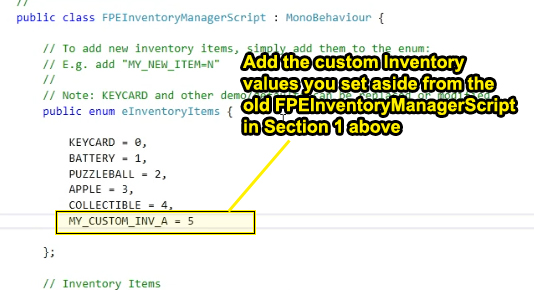 //
public class FPEInventoryManagerScript : MonoBehaviour {
// To add new inventory items, simply add them to the enum:
// E.g. add "MY_NEW_ITEM=N"
//
// Note: KEYCARD and other demo
public enum eInventoryItems {
Add the custom Inventory
values you set aside from the
old FPEInventoryManagerScript
in Section 1 above
KEYCARD = 0,
BATTERY = 1,
PUZZLEBALL = 2,
APPLE = 3,
COLLECTIBLE = 4,
MY_CUSTOM_INV_A = 5
};
// Inventory Items